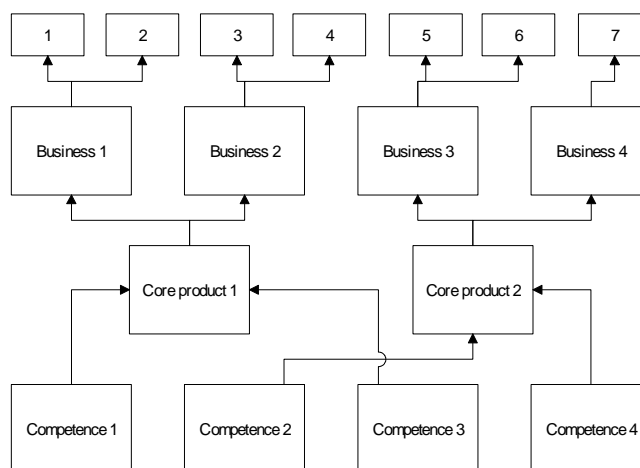 1
2
3
4
5
6
7
Business 1
Business 2
Business 3
Business 4
Core product 1
Core product 2
Competence 1
Competence 2
Competence 3
Competence 4